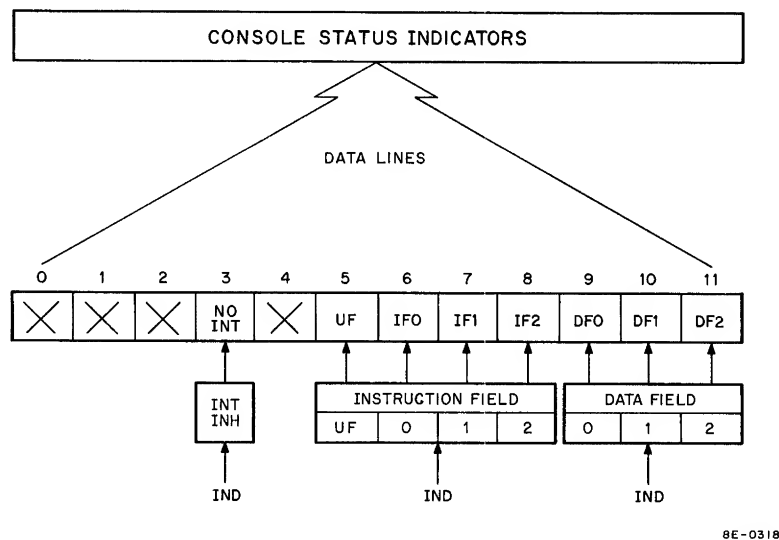 CONSOLE STATUS INDICATORS
DATA LINES
0 1 2 3 4 5 6 7 8 9 10 11
NO INT UF IF0 IF1 IF2 DF0 DF1 DF2
INT INH
INSTRUCTION FIELD
UF 0 1 2
DATA FIELD
0 1 2
IND IND IND
8E-0318